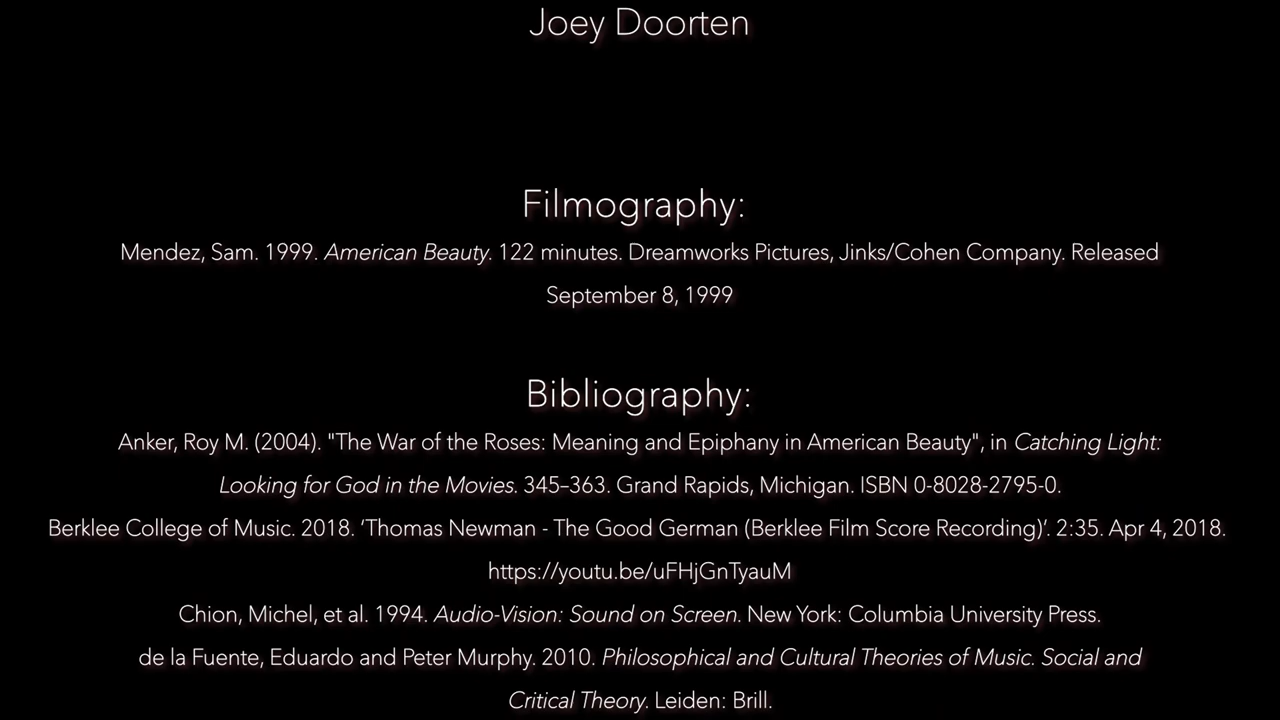 Joey Doorten
Filmography:
Mendez, Sam. 1999. American Beauty. 122 minutes. Dreamworks Pictures, Jinks/Cohen Company. Released
September 8, 1999
Bibliography:
Anker, Roy M. (2004). "The War of the Roses: Meaning and Epiphany in American Beauty", in Catching Light:
Looking for God in the Movies. 345–363. Grand Rapids, Michigan. ISBN 0-8028-2795-0.
Berklee College of Music. 2018. ‘Thomas Newman - The Good German (Berklee Film Score Recording)’. 2:35. Apr 4, 2018.
https://youtu.be/uFHjGnTyauM
Chion, Michel, et al. 1994. Audio-Vision: Sound on Screen. New York: Columbia University Press.
de la Fuente, Eduardo and Peter Murphy. 2010. Philosophical and Cultural Theories of Music. Social and
Critical Theory. Leiden: Brill.